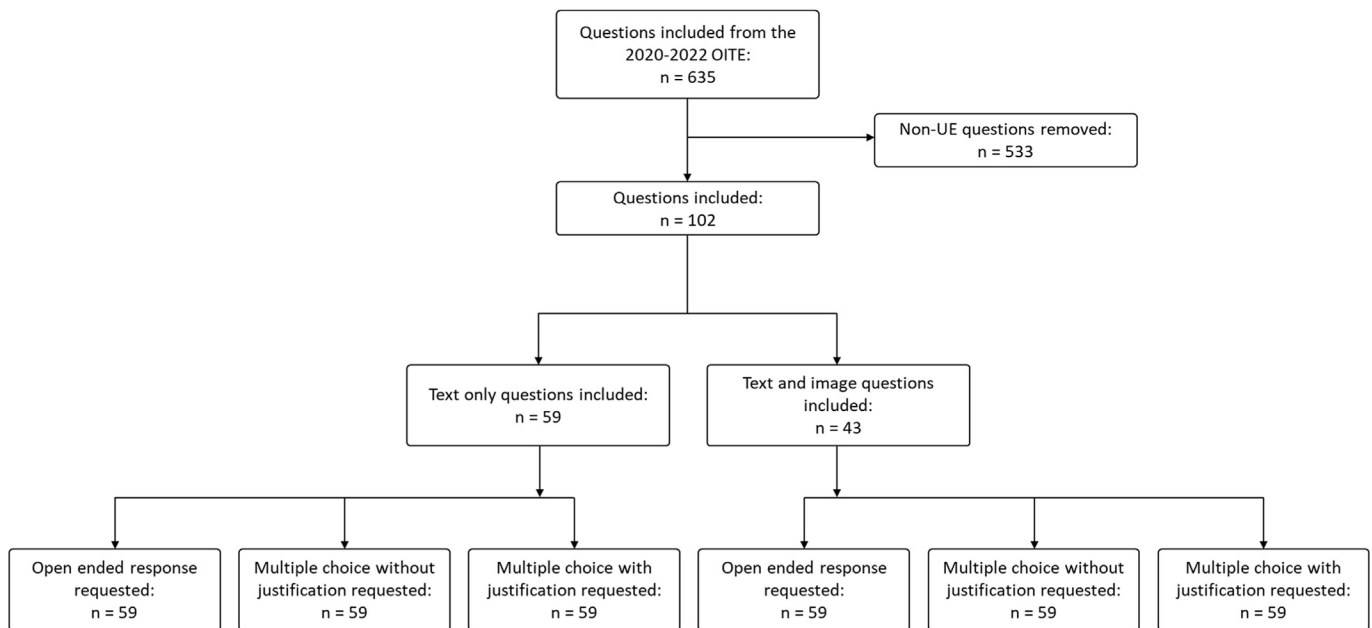 Questions included from the
2020-2022 OITE:
n = 635
Non-UE questions removed:
n = 533
Questions included:
n = 102
Text only questions included:
n = 59
Text and image questions
included:
n = 43
Open ended response
requested:
n = 59
Multiple choice without
justification requested:
n = 59
Multiple choice with
justification requested:
n = 59
Open ended response
requested:
n = 59
Multiple choice without
justification requested:
n = 59
Multiple choice with
justification requested:
n = 59